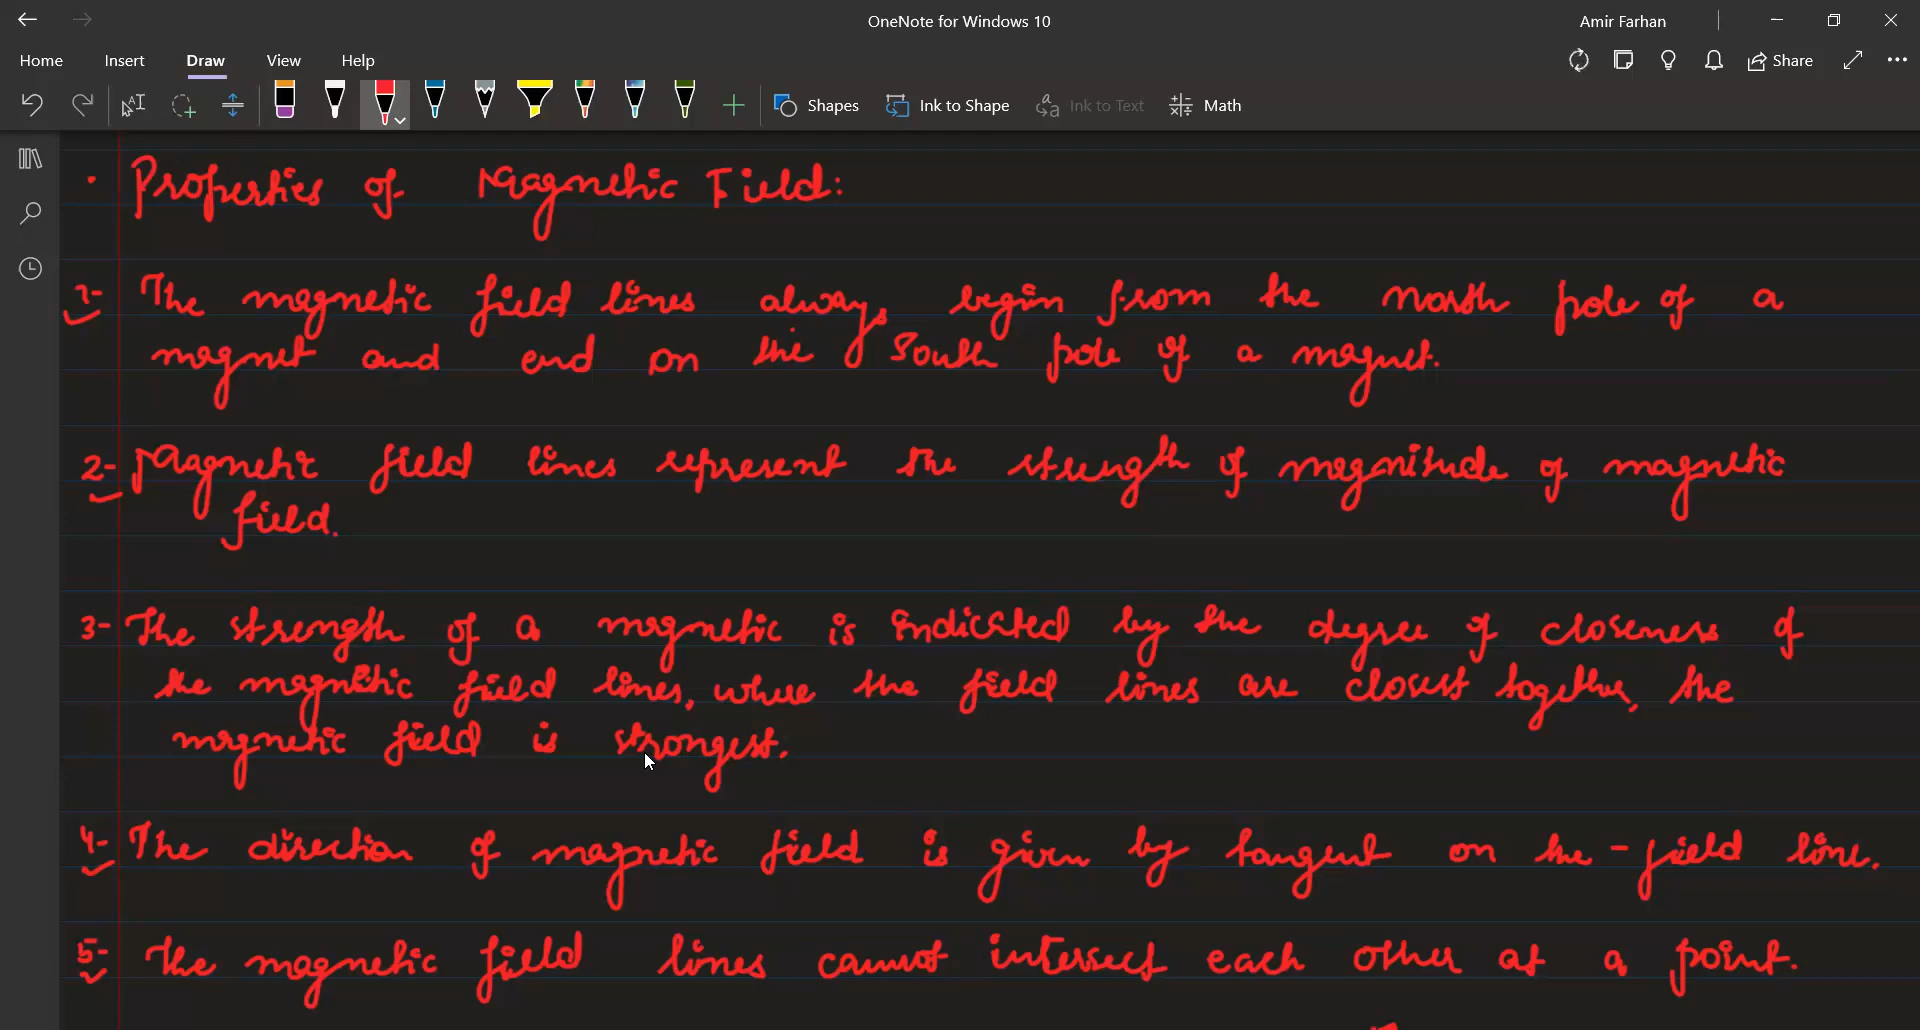 OneNote for Windows 10
Amir Farhan
Home Insert Draw View Help
Share
Shapes Ink to Shape Ink to Text Math
· Properties of Magnetic Field:
1- The magnetic field lines always begin from the north pole of a
magnet and end on the South pole of a magnet.
2- Magnetic field lines represent the strength of magnitude of magnetic
field.
3- The strength of a magnetic is indicated by the degree of closeness of
the magnetic field lines, where the field lines are closest together, the
magnetic field is strongest.
4- The direction of magnetic field is given by tangent on the - field line.
5- The magnetic field lines cannot intersect each other at a point.